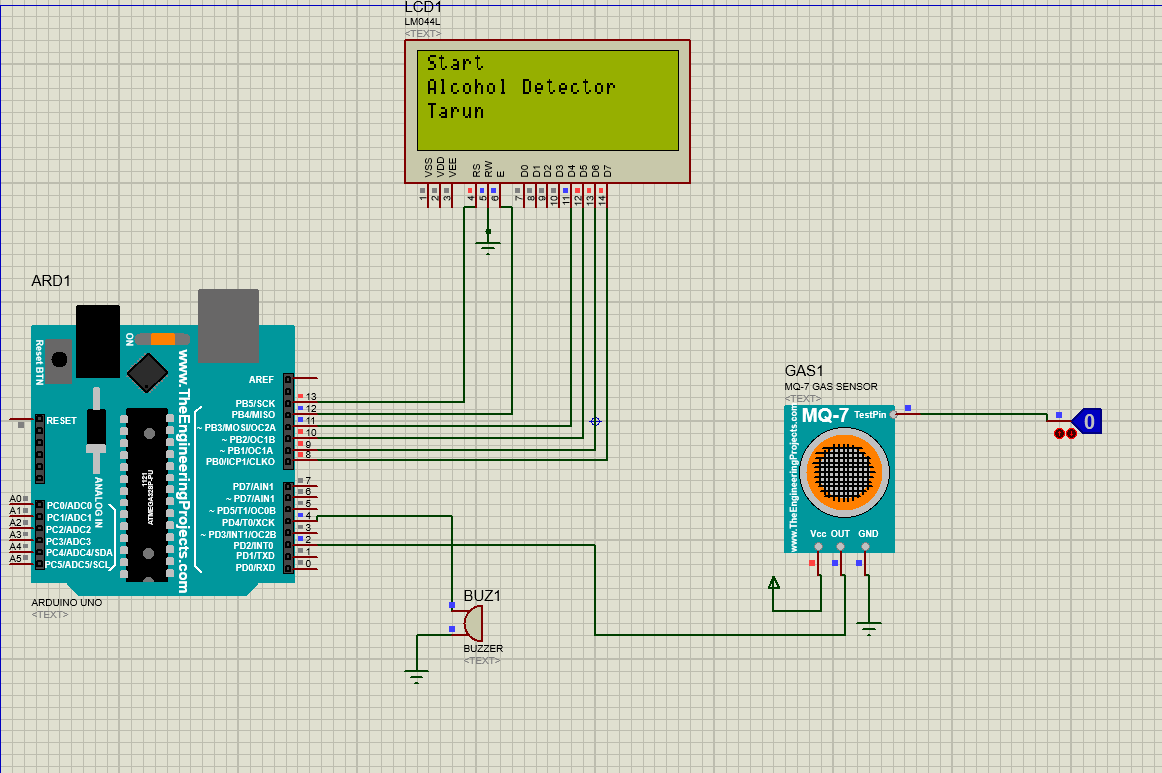 LCD1
LM044L
<TEXT>
Start
Alcohol Detector
Tarun
VSS
VDD
VEE
RS
RW
E
D0
D1
D2
D3
D4
D5
D6
D7
1
2
3
4
5
6
7
8
9
10
11
12
13
14
ARD1
Reset BTN
ON
www.TheEngineeringProjects.com
RESET
ANALOG IN
1121
ATMEGA328P-PU
AREF
PB5/SCK 13
PB4/MISO 12
~ PB3/MOSI/OC2A 11
~ PB2/OC1B 10
~ PB1/OC1A 9
PB0/ICP1/CLKO 8
PD7/AIN1 7
~ PD7/AIN1 6
~ PD5/T1/OC0B 5
PD4/T0/XCK 4
~ PD3/INT1/OC2B 3
PD2/INT0 2
PD1/TXD 1
PD0/RXD 0
A0 PC0/ADC0
A1 PC1/ADC1
A2 PC2/ADC2
A3 PC3/ADC3
A4 PC4/ADC4/SDA
A5 PC5/ADC5/SCL
ARDUINO UNO
<TEXT>
BUZ1
BUZZER
<TEXT>
GAS1
MQ-7 GAS SENSOR
<TEXT>
MQ-7 TestPin
www.TheEngineeringProjects.com
Vcc OUT GND
0